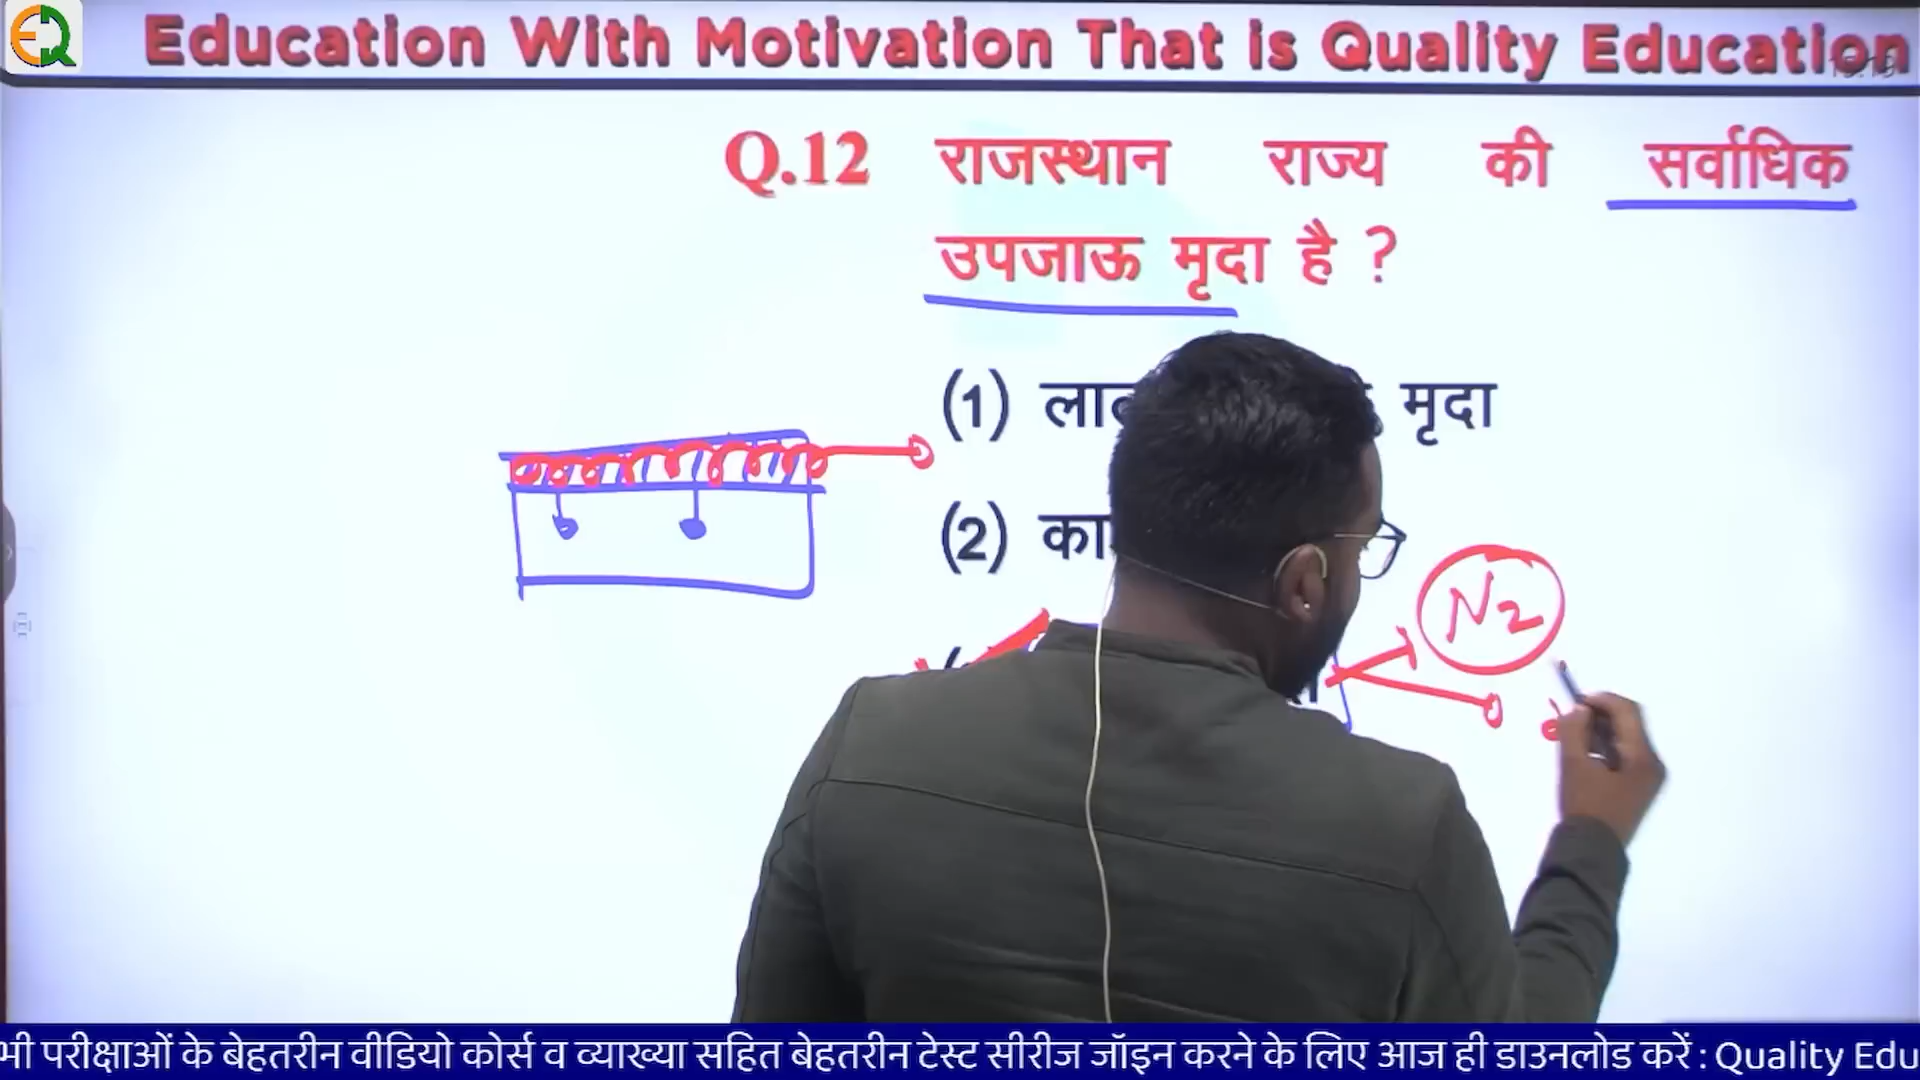 EQ
Education With Motivation That is Quality Education
Q.12 राजस्थान राज्य की सर्वाधिक
उपजाऊ मृदा है ?
(1) मृदा
(2)
N2
भी परीक्षाओं के बेहतरीन वीडियो कोर्स व व्याख्या सहित बेहतरीन टेस्ट सीरीज जॉइन करने के लिए आज ही डाउनलोड करें : Quality Edu